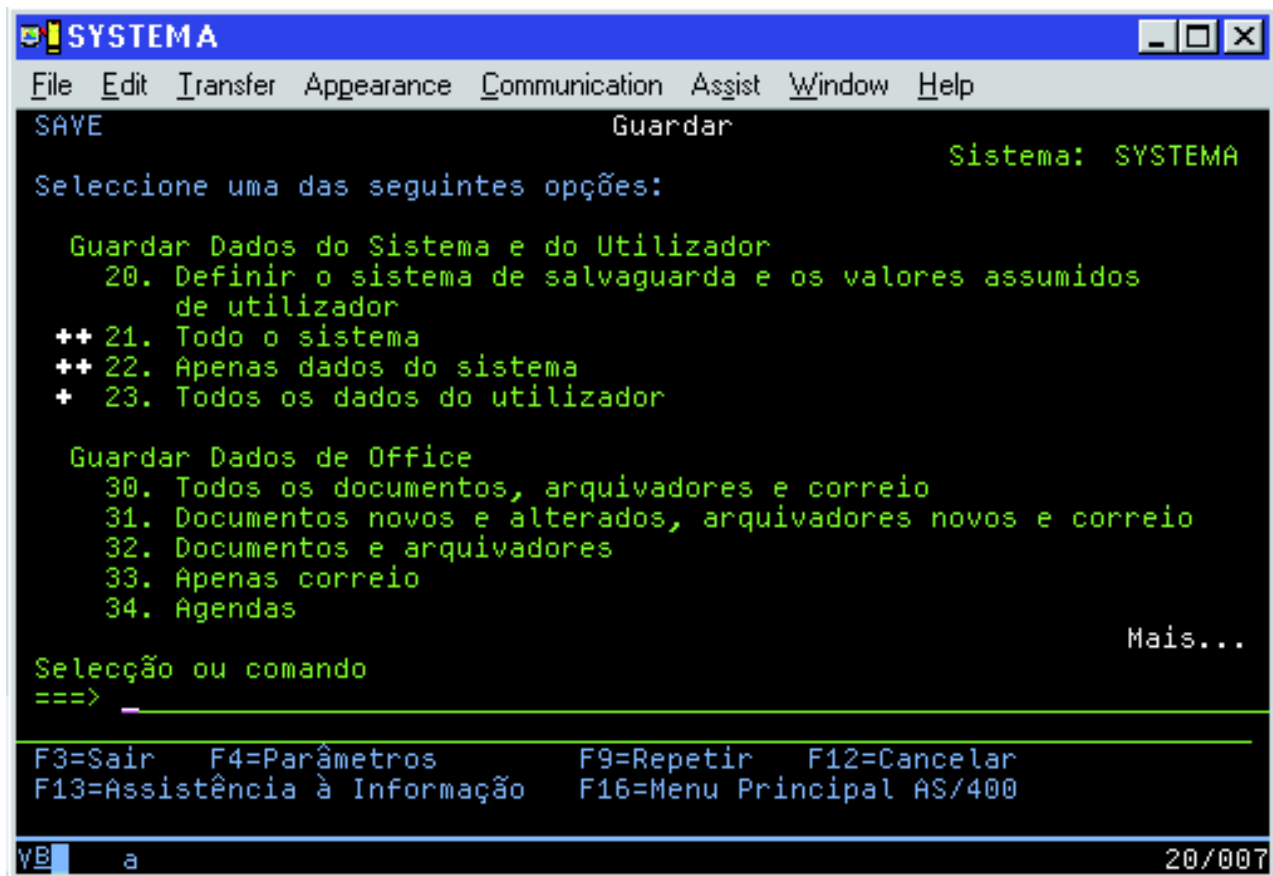 SYSTEMA
File Edit Transfer Appearance Communication Assist Window Help
SAVE Guardar
Sistema: SYSTEMA
Seleccione uma das seguintes opções:
Guardar Dados do Sistema e do Utilizador
20. Definir o sistema de salvaguarda e os valores assumidos
de utilizador
++ 21. Todo o sistema
++ 22. Apenas dados do sistema
+ 23. Todos os dados do utilizador
Guardar Dados de Office
30. Todos os documentos, arquivadores e correio
31. Documentos novos e alterados, arquivadores novos e correio
32. Documentos e arquivadores
33. Apenas correio
34. Agendas
Mais...
Selecção ou comando
===> _
F3=Sair F4=Parâmetros F9=Repetir F12=Cancelar
F13=Assistência à Informação F16=Menu Principal AS/400
VB a 20/007